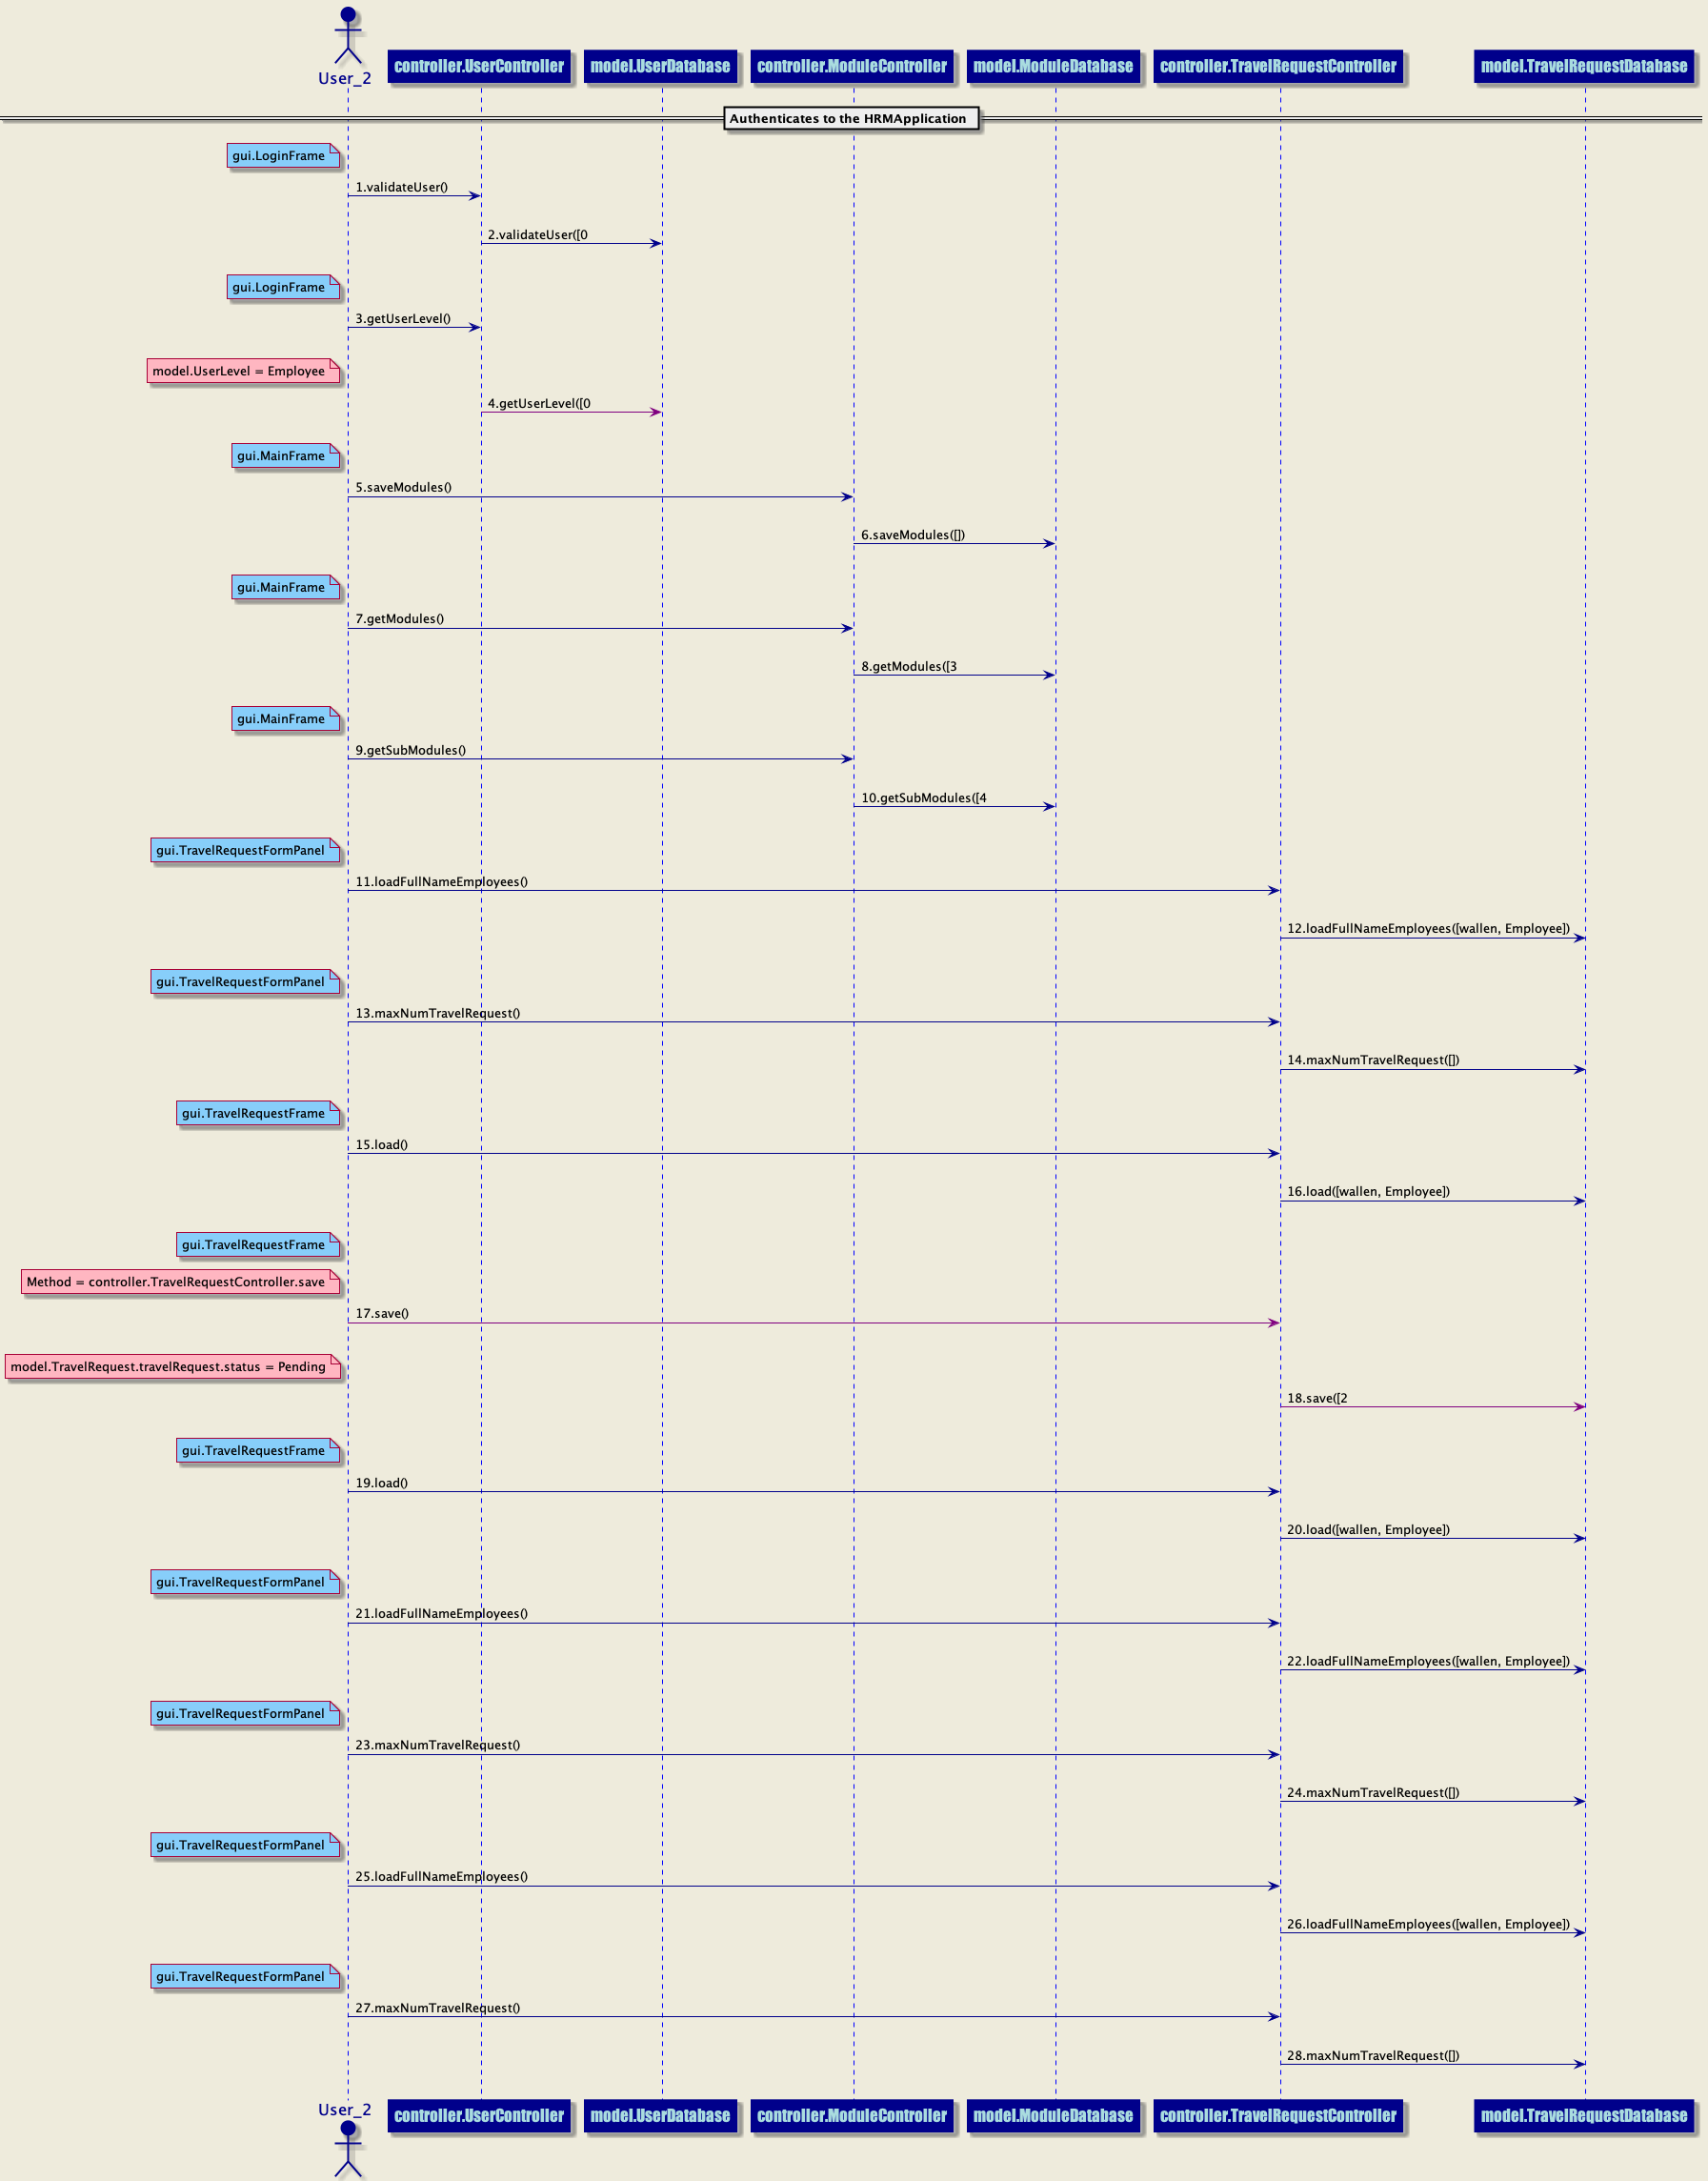 User_2
controller.UserController
model.UserDatabase
controller.ModuleController
model.ModuleDatabase
controller.TravelRequestController
model.TravelRequestDatabase
Authenticates to the HRMApplication
gui.LoginFrame
1.validateUser()
2.validateUser([0
gui.LoginFrame
3.getUserLevel()
model.UserLevel = Employee
4.getUserLevel([0
gui.MainFrame
5.saveModules()
6.saveModules([])
gui.MainFrame
7.getModules()
8.getModules([3
gui.MainFrame
9.getSubModules()
10.getSubModules([4
gui.TravelRequestFormPanel
11.loadFullNameEmployees()
12.loadFullNameEmployees([wallen, Employee])
gui.TravelRequestFormPanel
13.maxNumTravelRequest()
14.maxNumTravelRequest([])
gui.TravelRequestFrame
15.load()
16.load([wallen, Employee])
gui.TravelRequestFrame
Method = controller.TravelRequestController.save
17.save()
model.TravelRequest.travelRequest.status = Pending
18.save([2
gui.TravelRequestFrame
19.load()
20.load([wallen, Employee])
gui.TravelRequestFormPanel
21.loadFullNameEmployees()
22.loadFullNameEmployees([wallen, Employee])
gui.TravelRequestFormPanel
23.maxNumTravelRequest()
24.maxNumTravelRequest([])
gui.TravelRequestFormPanel
25.loadFullNameEmployees()
26.loadFullNameEmployees([wallen, Employee])
gui.TravelRequestFormPanel
27.maxNumTravelRequest()
28.maxNumTravelRequest([])
User_2
controller.UserController
model.UserDatabase
controller.ModuleController
model.ModuleDatabase
controller.TravelRequestController
model.TravelRequestDatabase